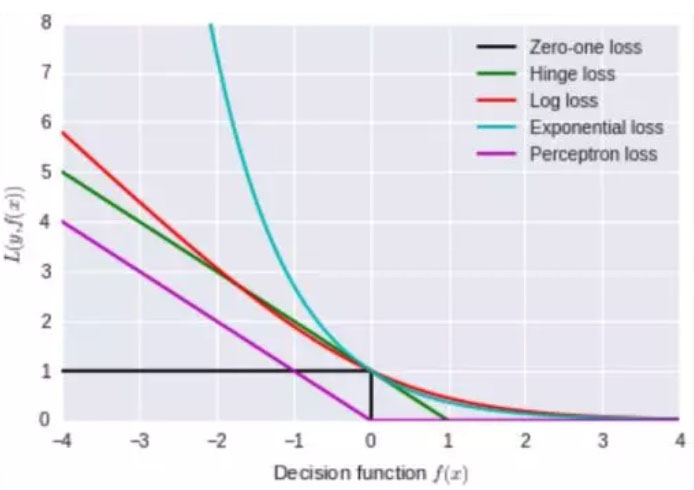 8
7
6
5
4
3
2
1
0
L(y,f(x))
Zero-one loss
Hinge loss
Log loss
Exponential loss
Perceptron loss
−4 −3 −2 −1 0 1 2 3 4
Decision function f(x)